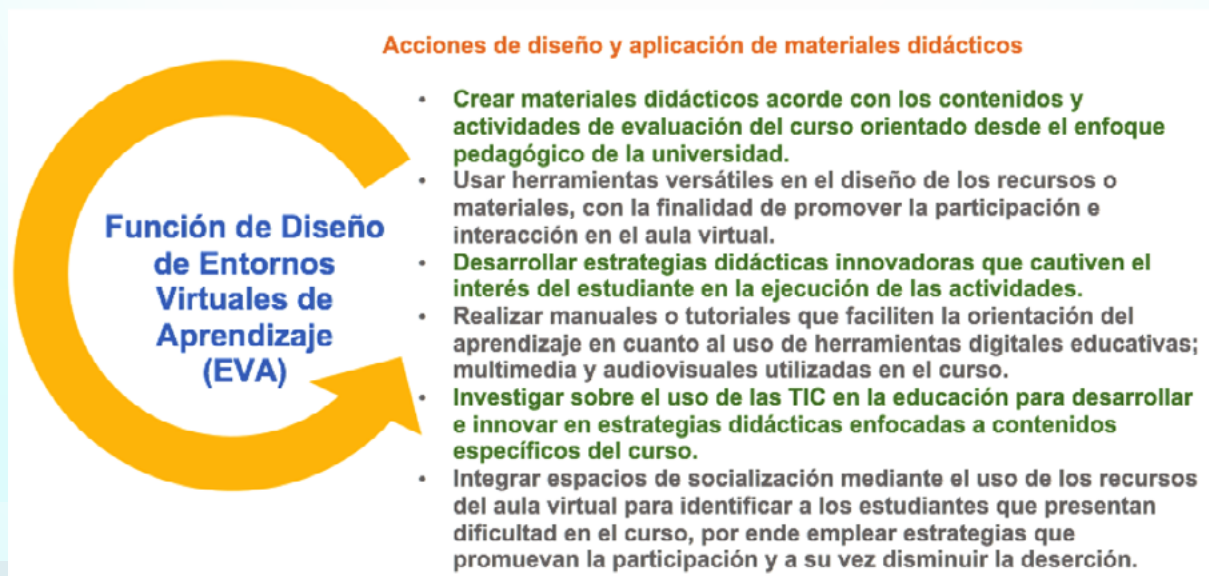 Acciones de diseño y aplicación de materiales didácticos
Función de Diseño
de Entornos
Virtuales de
Aprendizaje
(EVA)
• Crear materiales didácticos acorde con los contenidos y
actividades de evaluación del curso orientado desde el enfoque
pedagógico de la universidad.
• Usar herramientas versátiles en el diseño de los recursos o
materiales, con la finalidad de promover la participación e
interacción en el aula virtual.
• Desarrollar estrategias didácticas innovadoras que cautiven el
interés del estudiante en la ejecución de las actividades.
• Realizar manuales o tutoriales que faciliten la orientación del
aprendizaje en cuanto al uso de herramientas digitales educativas;
multimedia y audiovisuales utilizadas en el curso.
• Investigar sobre el uso de las TIC en la educación para desarrollar
e innovar en estrategias didácticas enfocadas a contenidos
específicos del curso.
• Integrar espacios de socialización mediante el uso de los recursos
del aula virtual para identificar a los estudiantes que presentan
dificultad en el curso, por ende emplear estrategias que
promuevan la participación y a su vez disminuir la deserción.